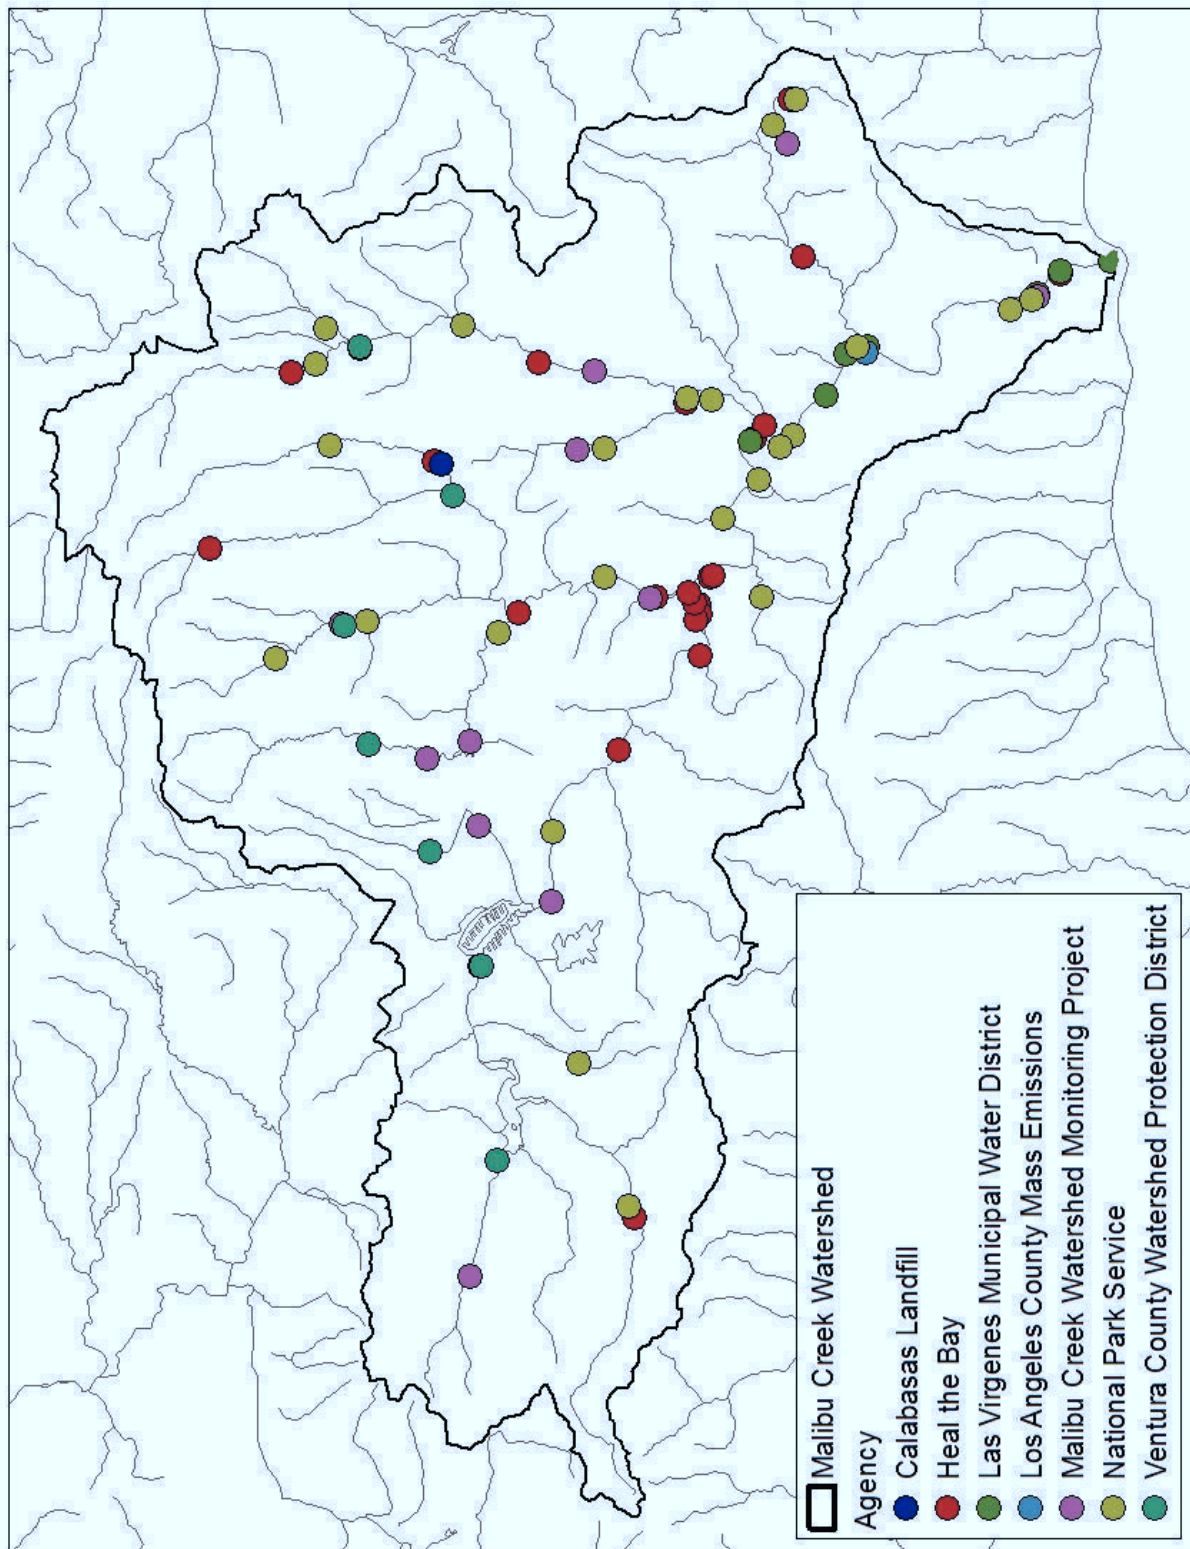 Malibu Creek Watershed
Agency
Calabasas Landfill
Heal the Bay
Las Virgenes Municipal Water District
Los Angeles County Mass Emissions
Malibu Creek Watershed Monitoring Project
National Park Service
Ventura County Watershed Protection District